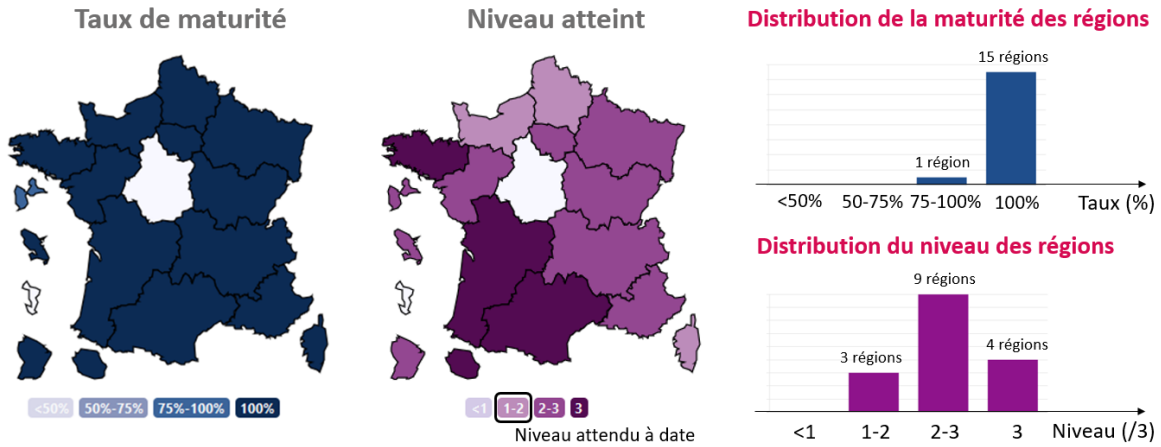 Taux de maturité
<50% 50%-75% 75%-100% 100%
Niveau atteint
<1 1-2 2-3 3
Niveau attendu à date
Distribution de la maturité des régions
15 régions
1 région
<50% 50-75% 75-100% 100% Taux (%)
Distribution du niveau des régions
9 régions
3 régions
4 régions
<1 1-2 2-3 3 Niveau (/3)